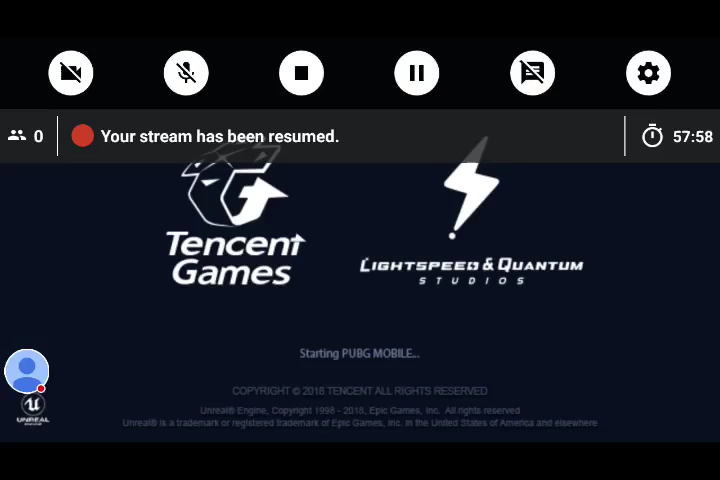 0
Your stream has been resumed.
57:58
Tencent
Games
LIGHTSPEED & QUANTUM
STUDIOS
Starting PUBG MOBILE...
COPYRIGHT © 2018 TENCENT ALL RIGHTS RESERVED
Unreal® Engine, Copyright 1998 - 2018, Epic Games, Inc. All rights reserved
Unreal® is a trademark or registered trademark of Epic Games, Inc. in the United States of America and elsewhere
UNREAL